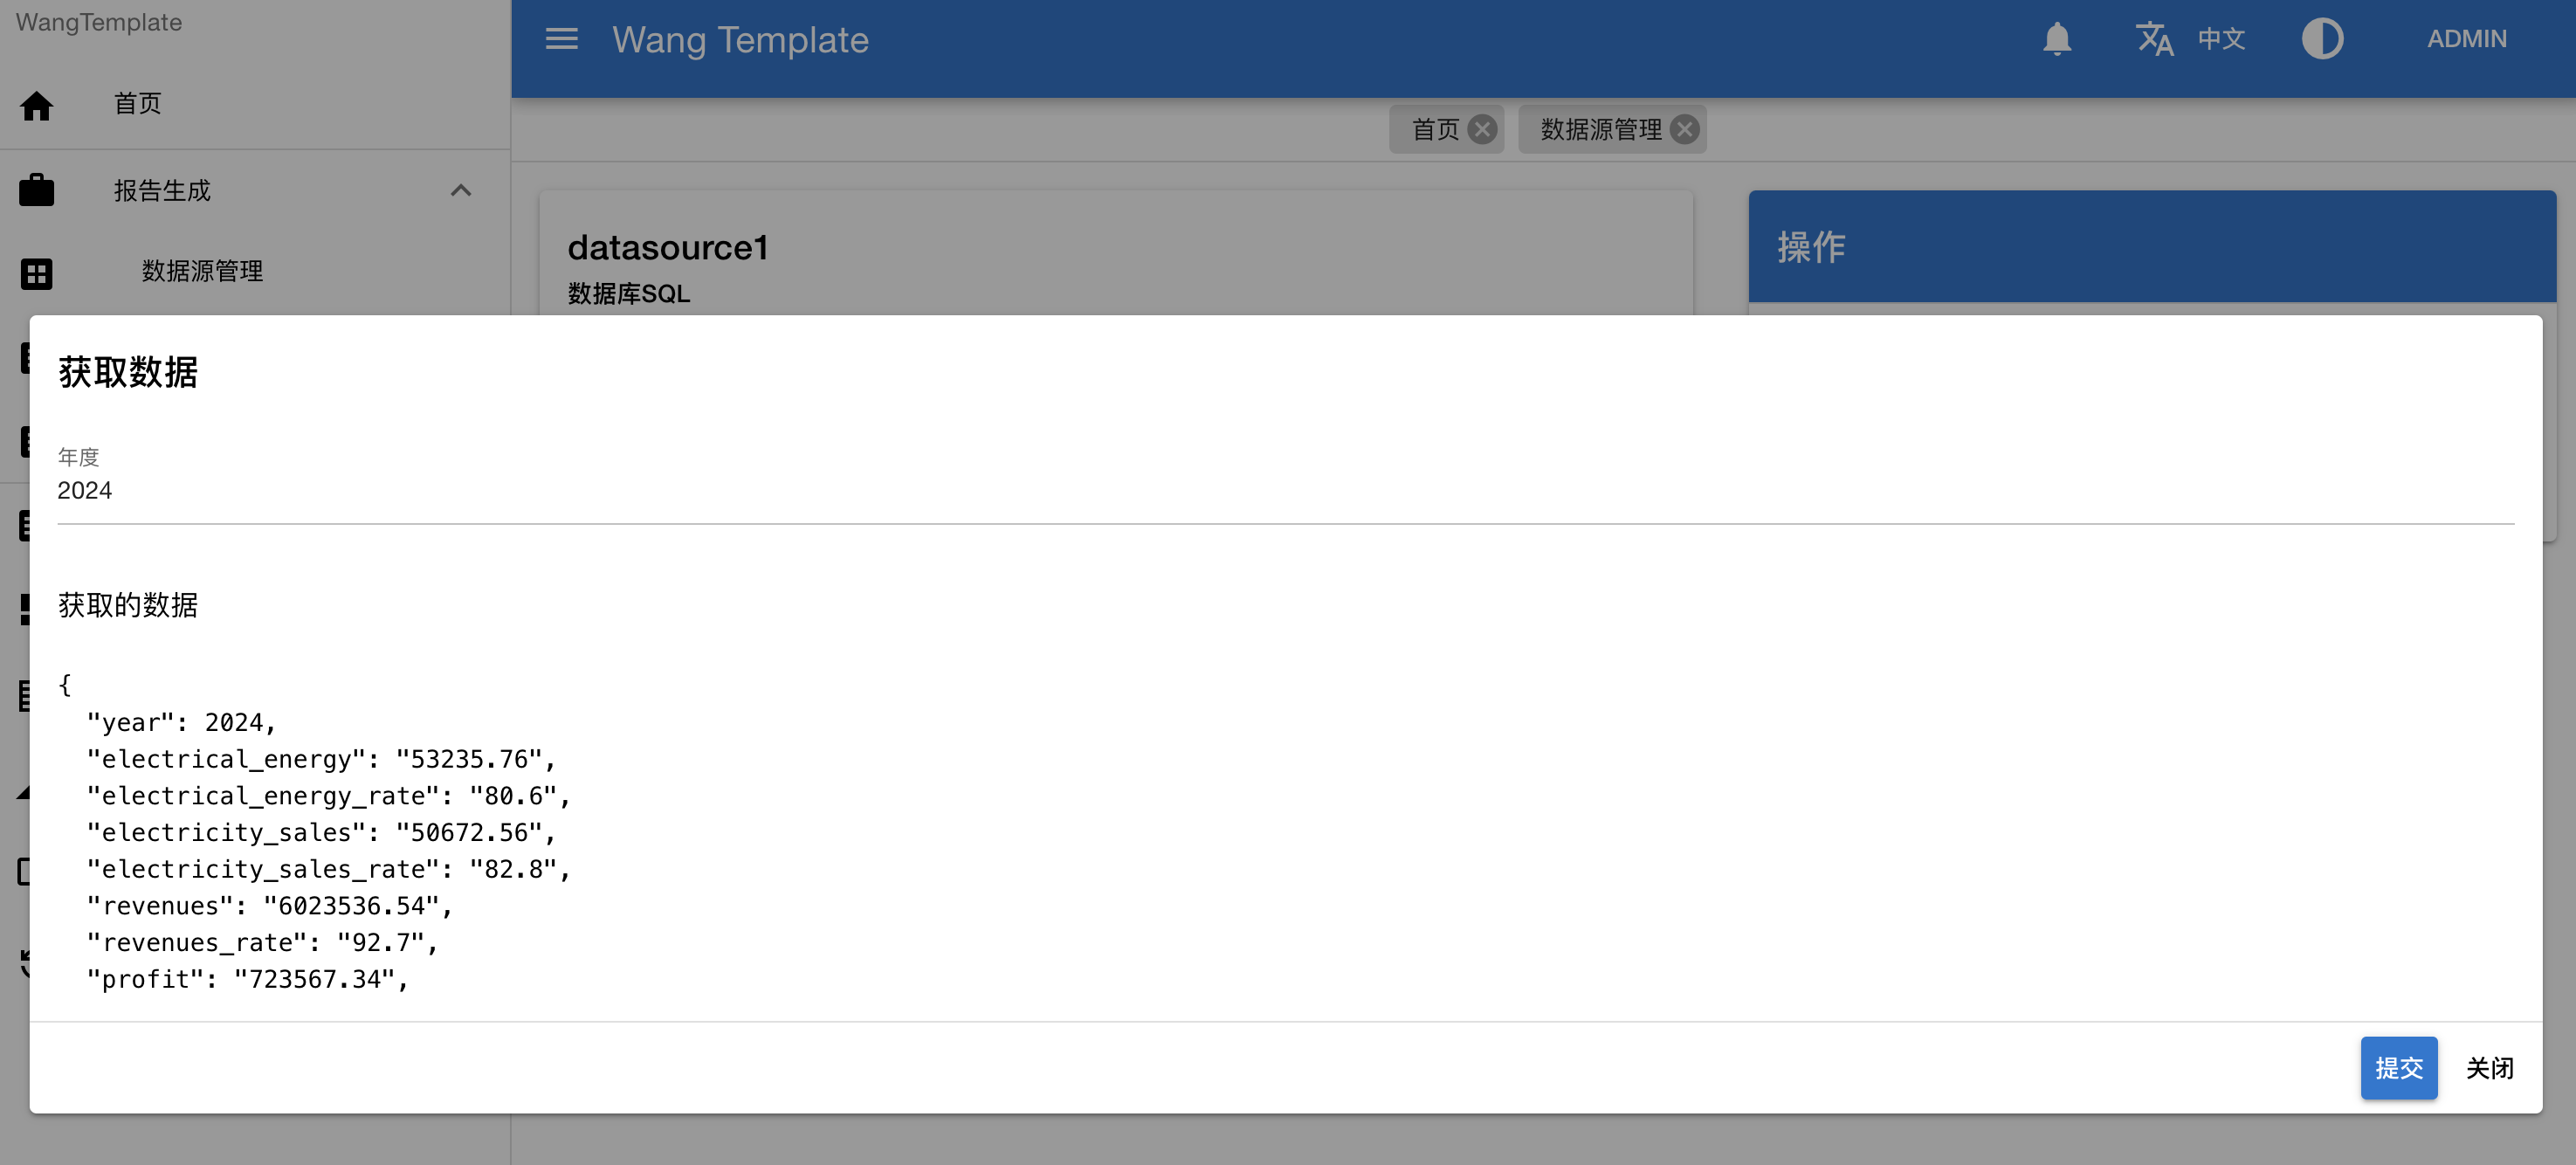 WangTemplate
Wang Template
中文
ADMIN
首页
首页
数据源管理
报告生成
数据源管理
datasource1
数据库SQL
操作
获取数据
年度
2024
获取的数据
{
"year": 2024,
"electrical_energy": "53235.76",
"electrical_energy_rate": "80.6",
"electricity_sales": "50672.56",
"electricity_sales_rate": "82.8",
"revenues": "6023536.54",
"revenues_rate": "92.7",
"profit": "723567.34",
提交
关闭